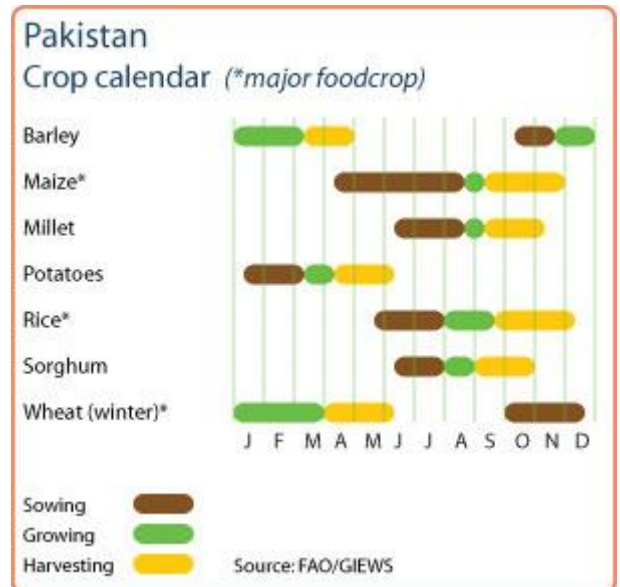 Pakistan
Crop calendar (*major foodcrop)
Barley
Maize*
Millet
Potatoes
Rice*
Sorghum
Wheat (winter)*
J F M A M J J A S O N D
Sowing
Growing
Harvesting
Source: FAO/GIEWS